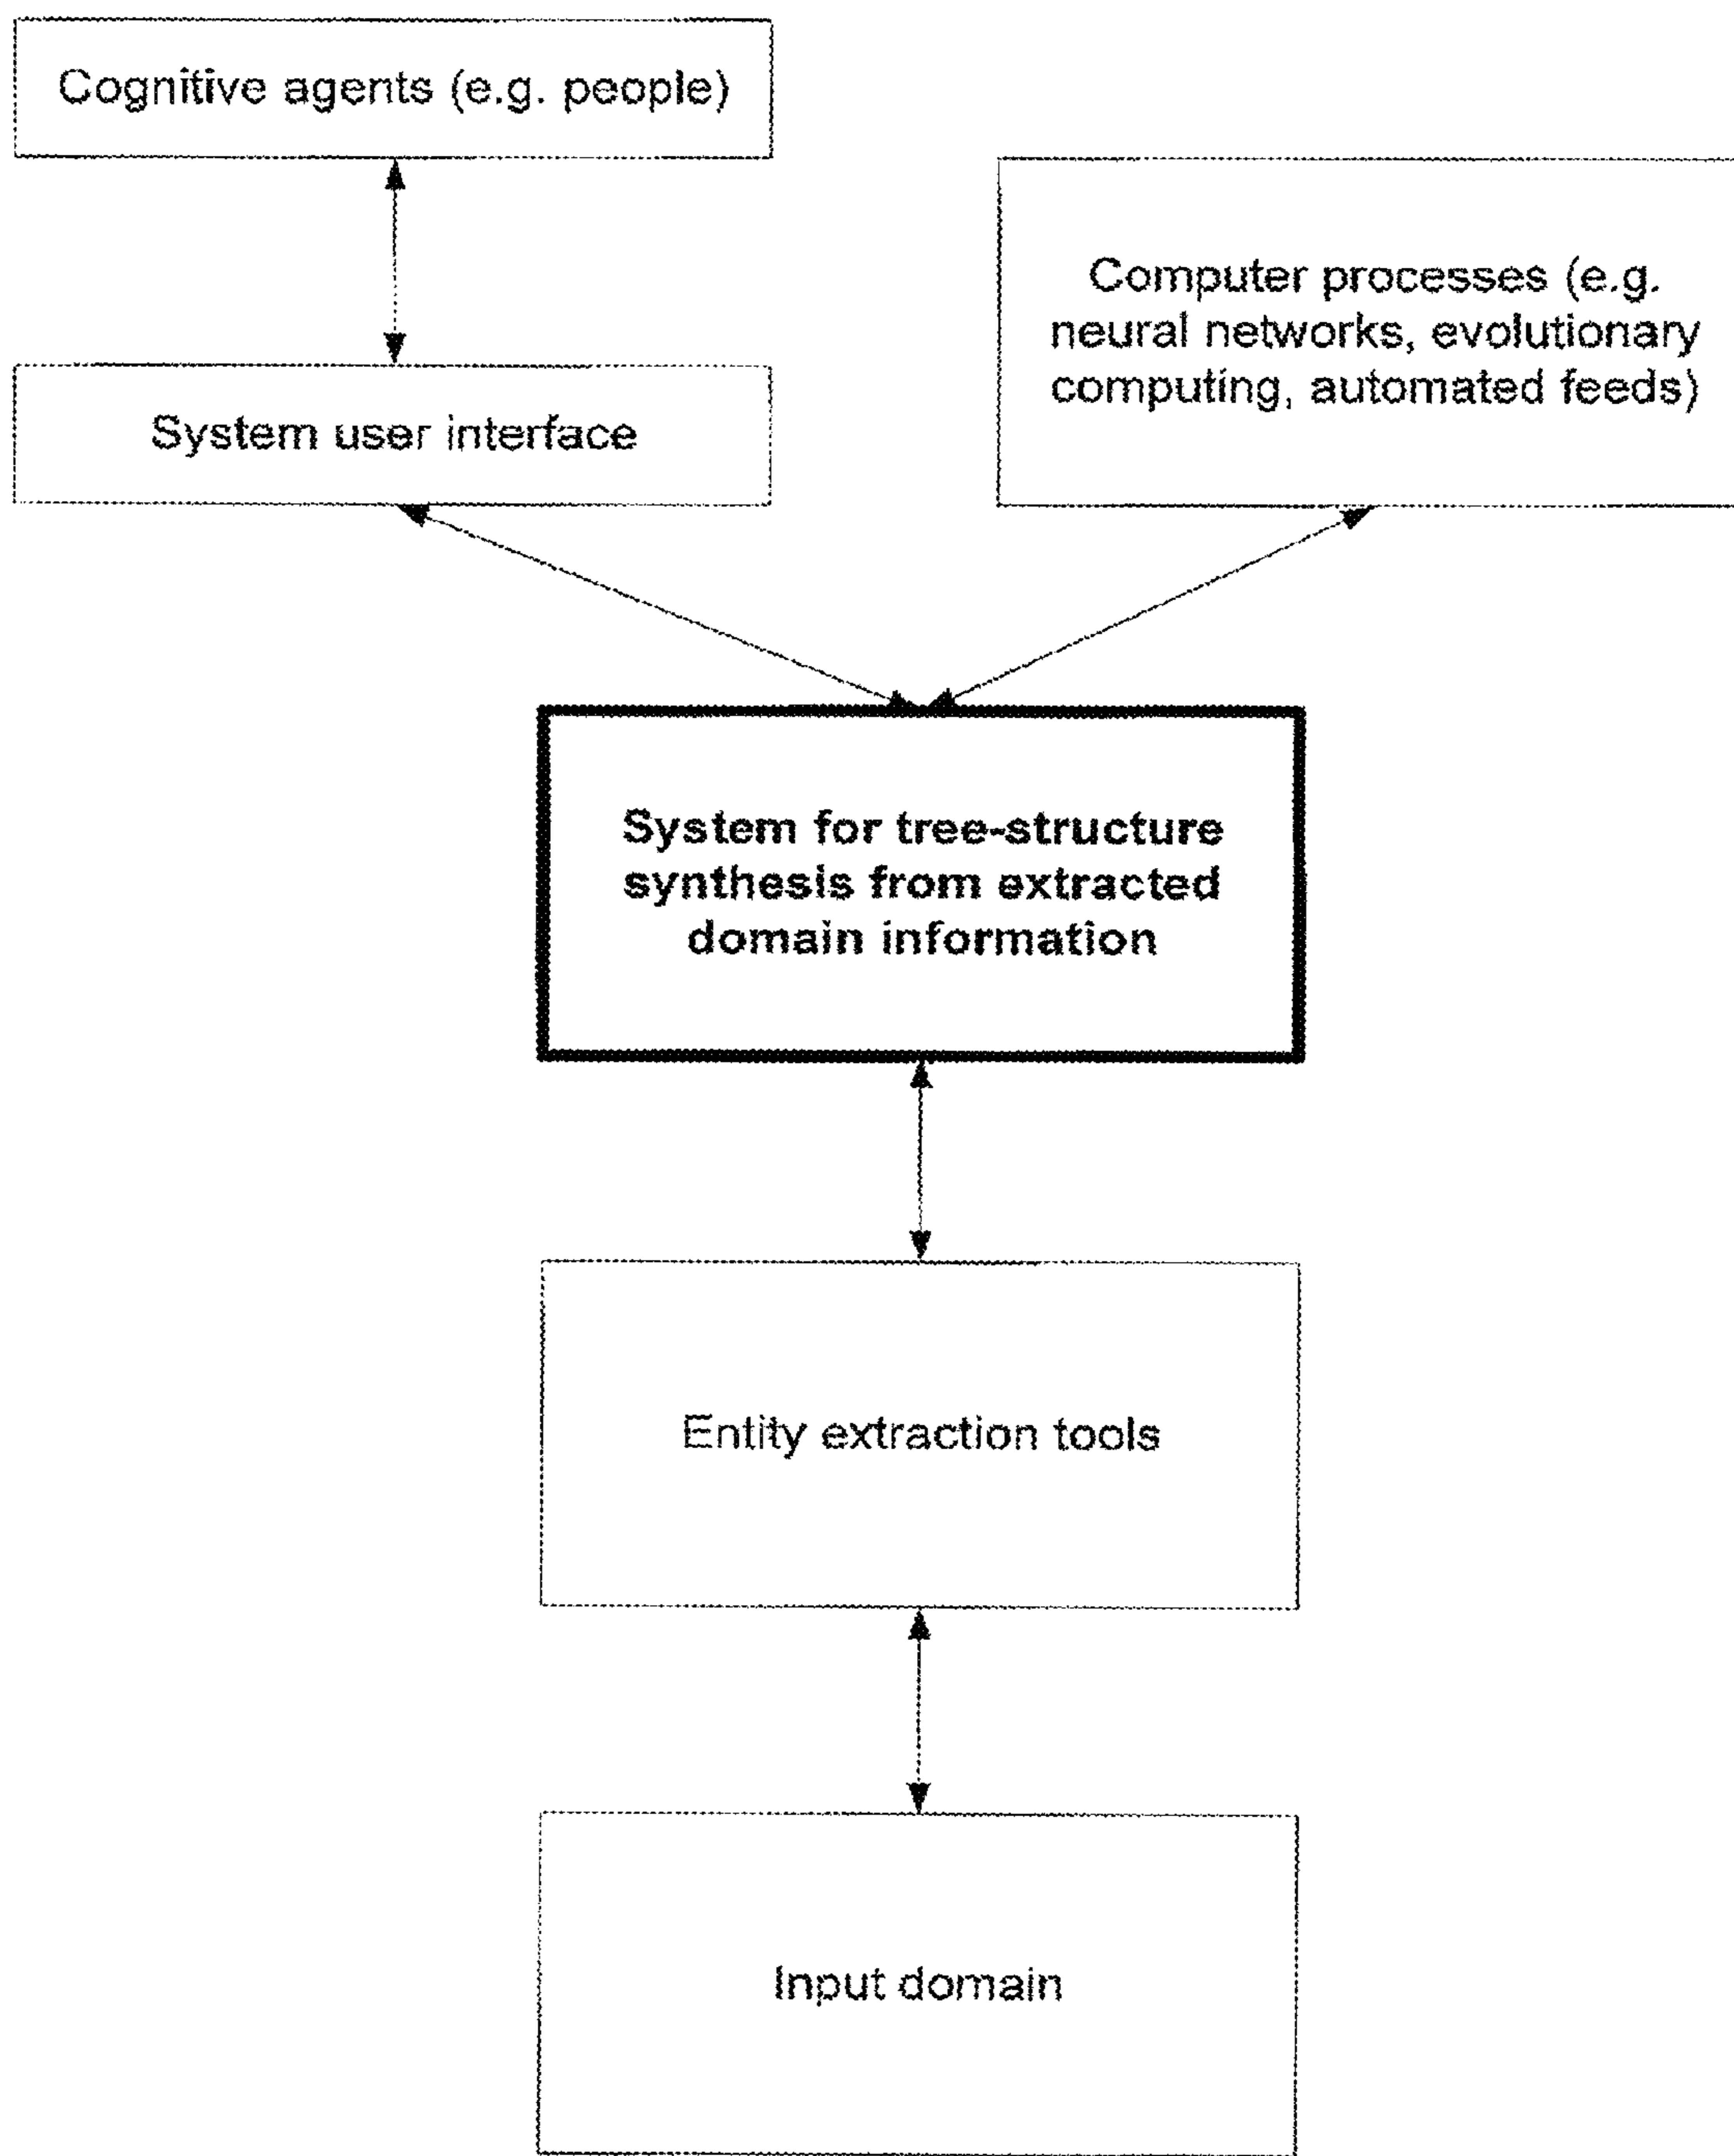 Cognitive agents (e.g. people)
Computer processes (e.g.
neural networks, evolutionary
computing, automated feeds)
System user interface
System for tree-structure
synthesis from extracted
domain information
Entity extraction tools
Input domain